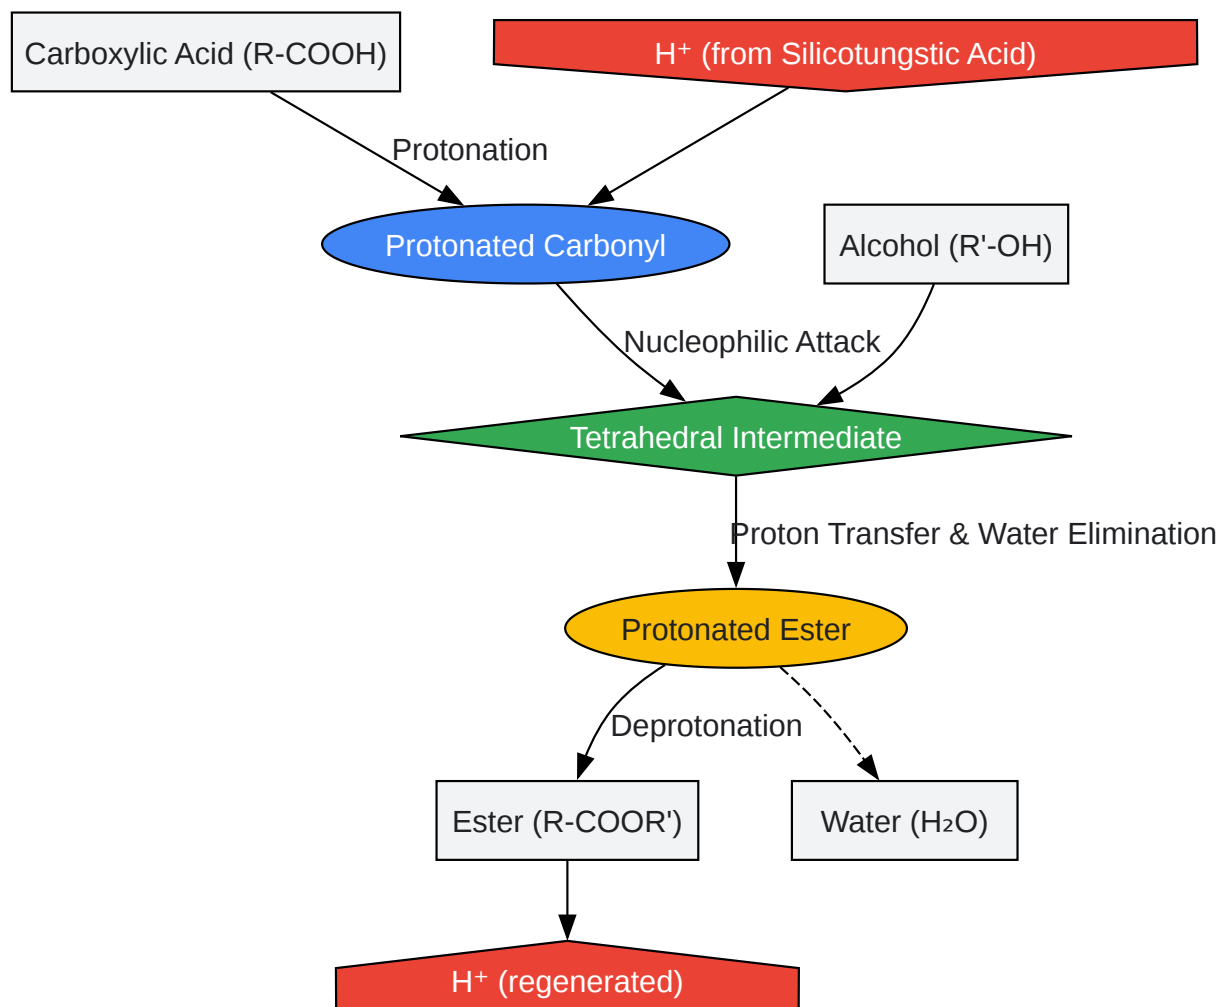 Carboxylic Acid (R-COOH)
H⁺ (from Silicotungstic Acid)
Protonation
Protonated Carbonyl
Alcohol (R'-OH)
Nucleophilic Attack
Tetrahedral Intermediate
Proton Transfer & Water Elimination
Protonated Ester
Deprotonation
Ester (R-COOR')
Water (H₂O)
H⁺ (regenerated)